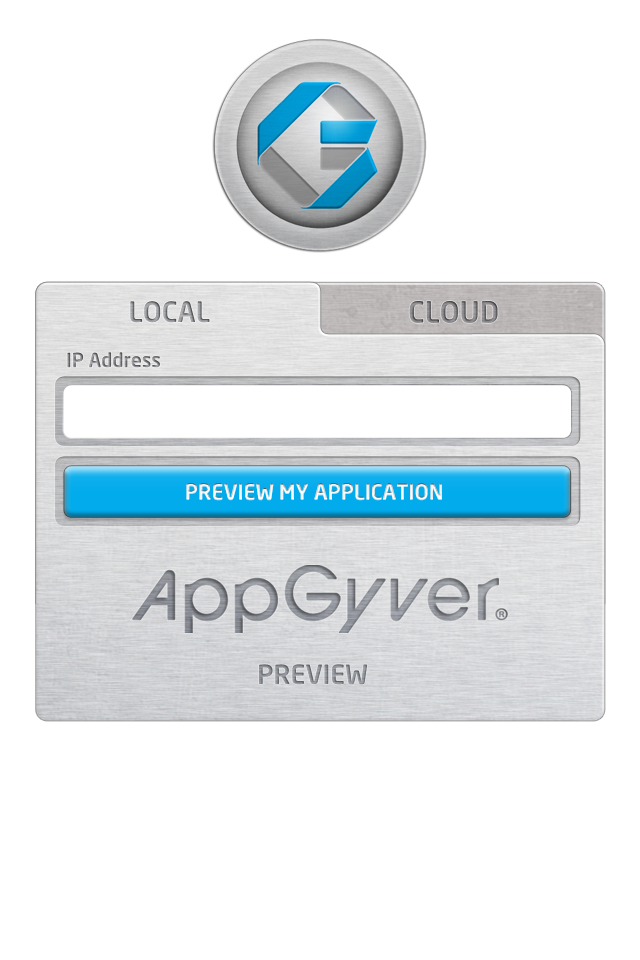 LOCAL
CLOUD
IP Address
PREVIEW MY APPLICATION
AppGyver®
PREVIEW